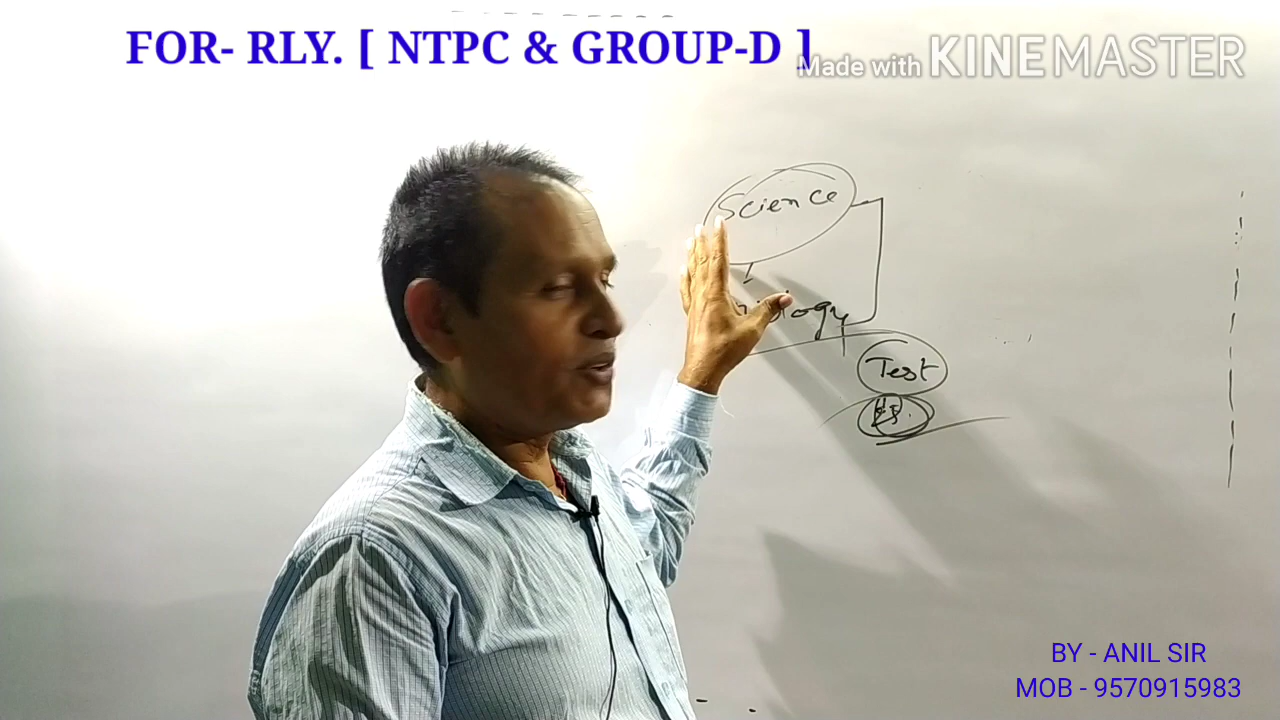 FOR- RLY. [ NTPC & GROUP-D ]
Made with KINEMASTER
Science
Test
BY - ANIL SIR
MOB - 9570915983